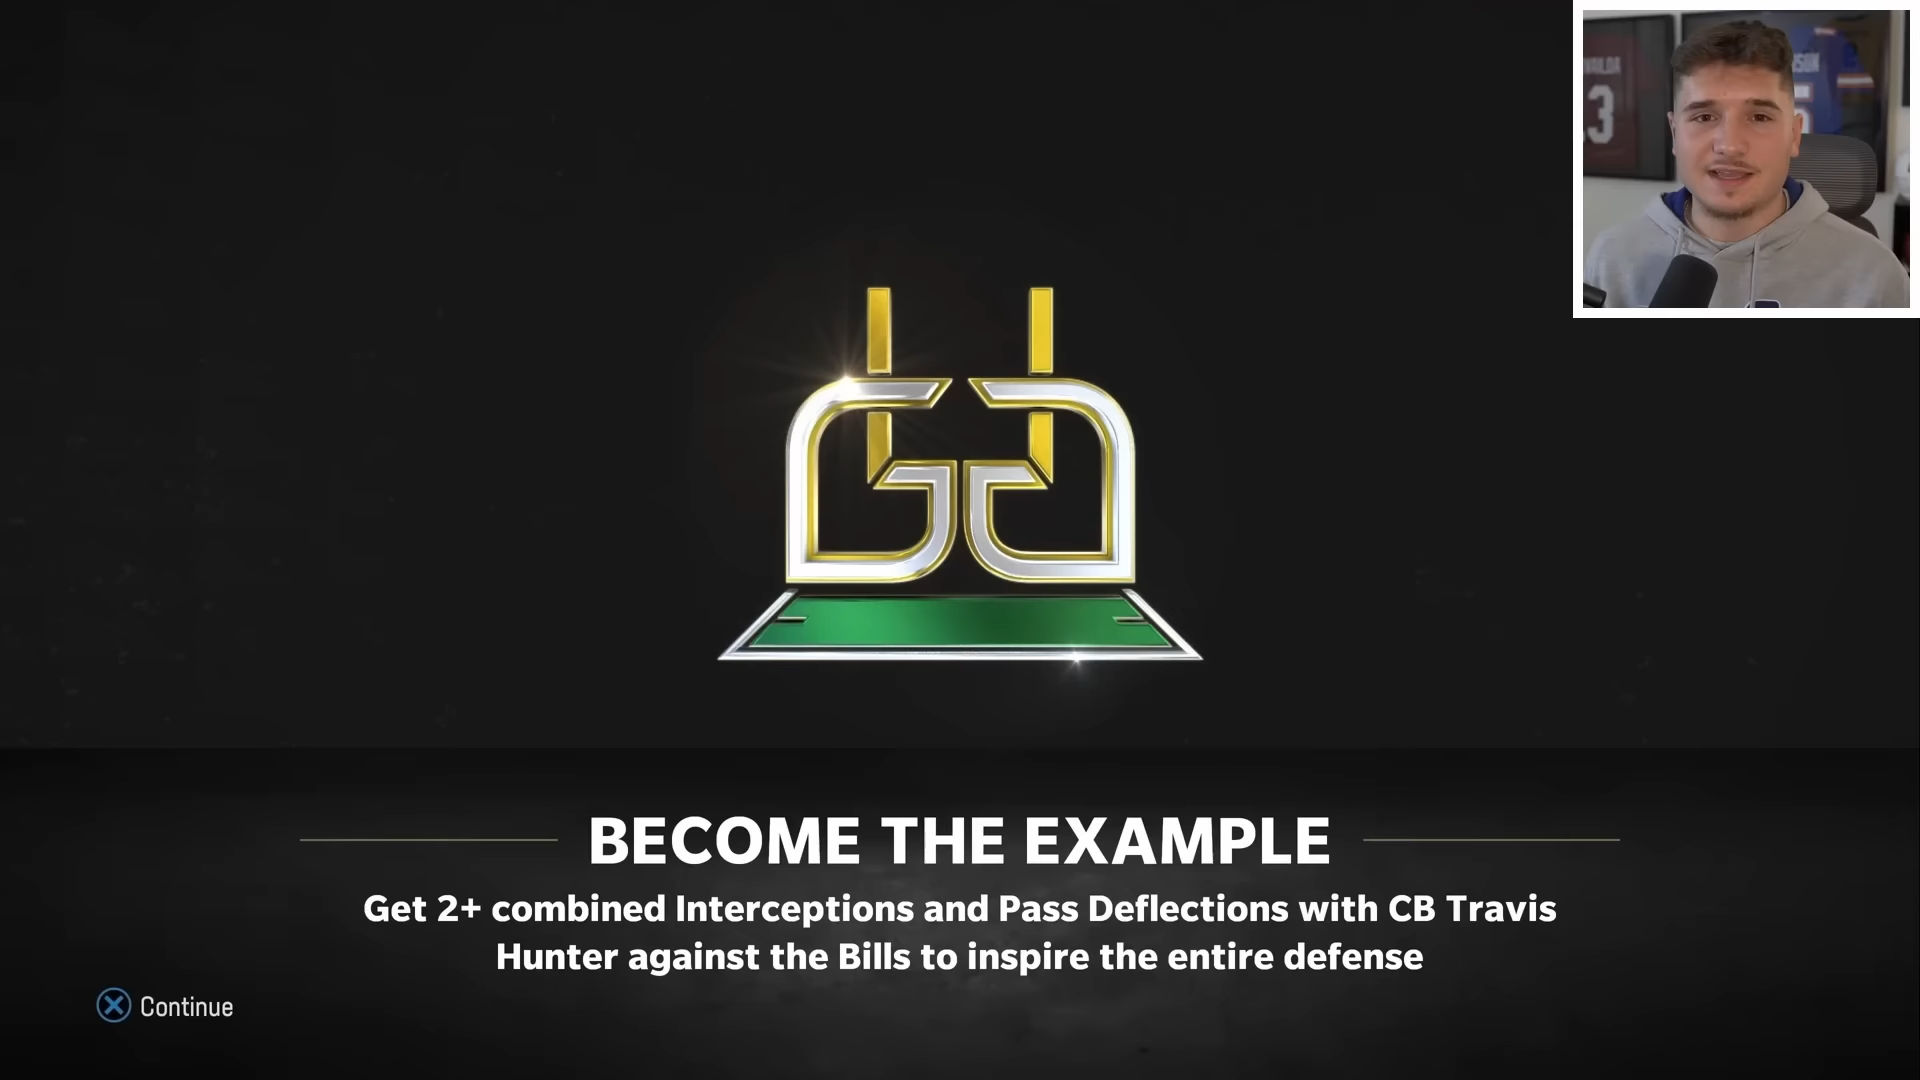 BECOME THE EXAMPLE
Get 2+ combined Interceptions and Pass Deflections with CB Travis
Hunter against the Bills to inspire the entire defense
Continue